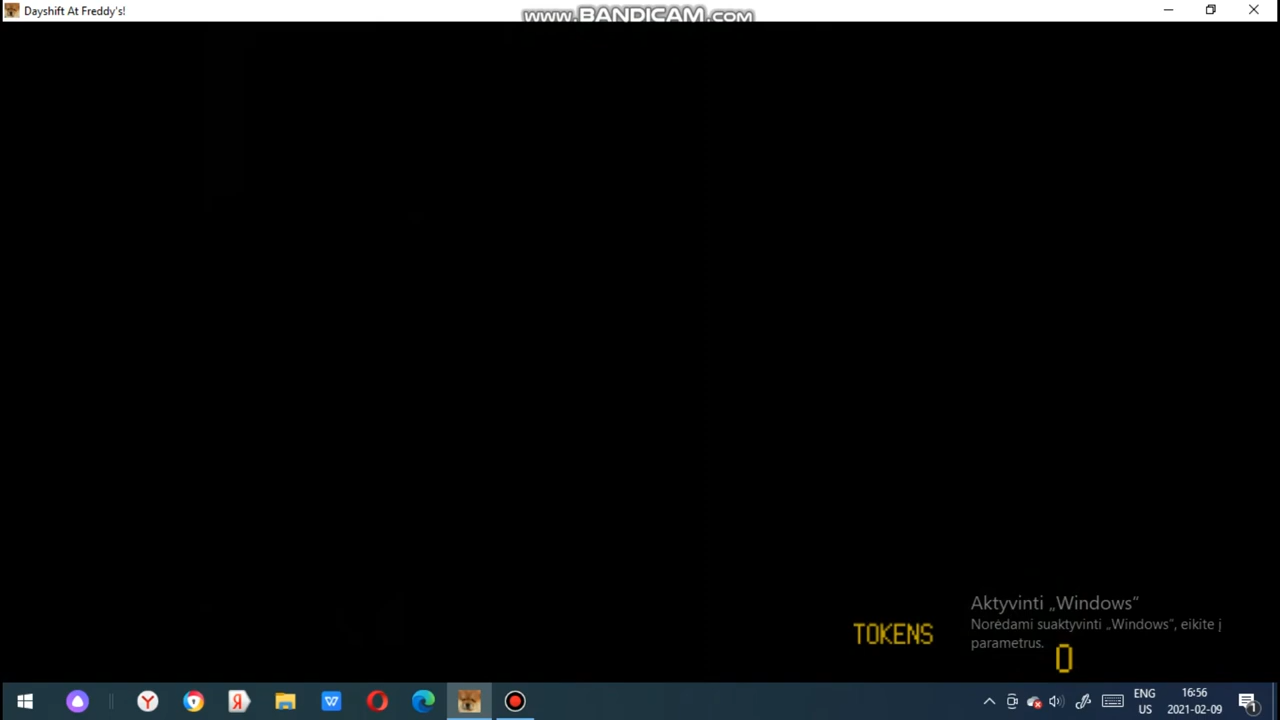 Dayshift At Freddy's!
www.BANDICAM.com
Aktyvinti „Windows“
Norėdami suaktyvinti „Windows“, eikite į
parametrus.
TOKENS
0
ENG
US
16:56
2021-02-09
1